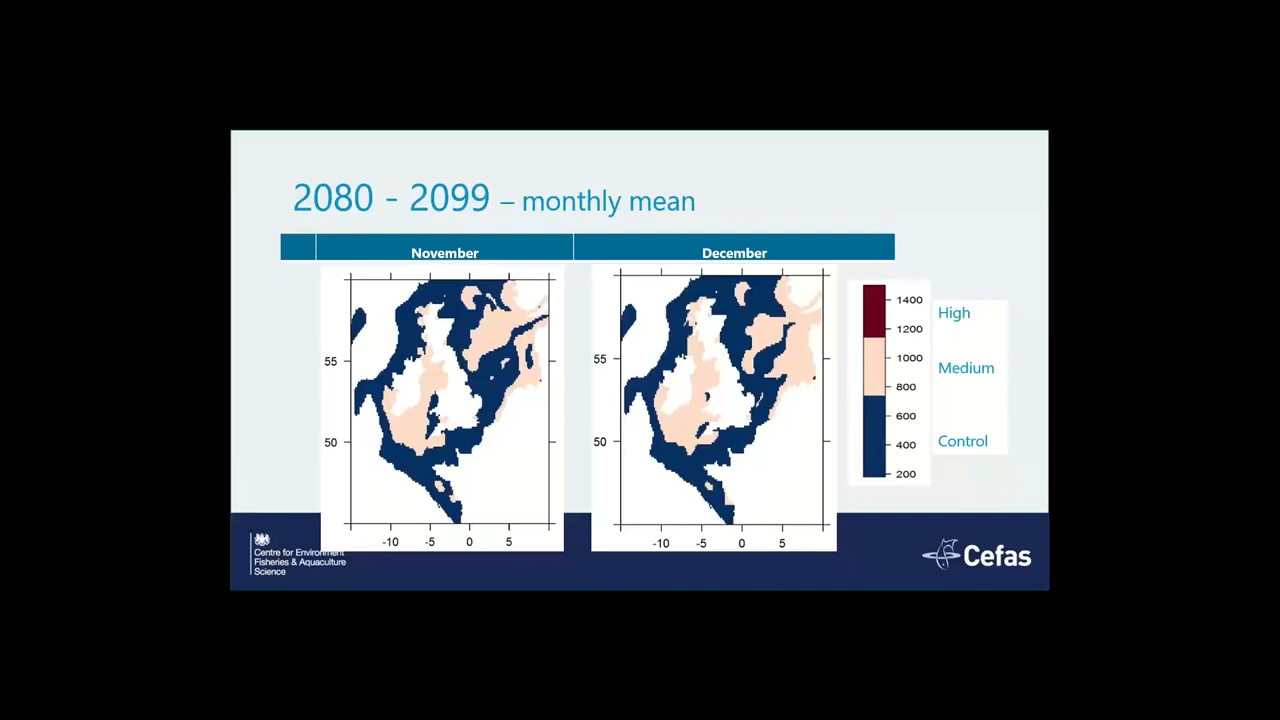 2080 - 2099 – monthly mean
November
December
55
50
-10
-5
0
5
55
50
-10
-5
0
5
1400
1200
1000
800
600
400
200
High
Medium
Control
Centre for Environment
Fisheries & Aquaculture
Science
Cefas